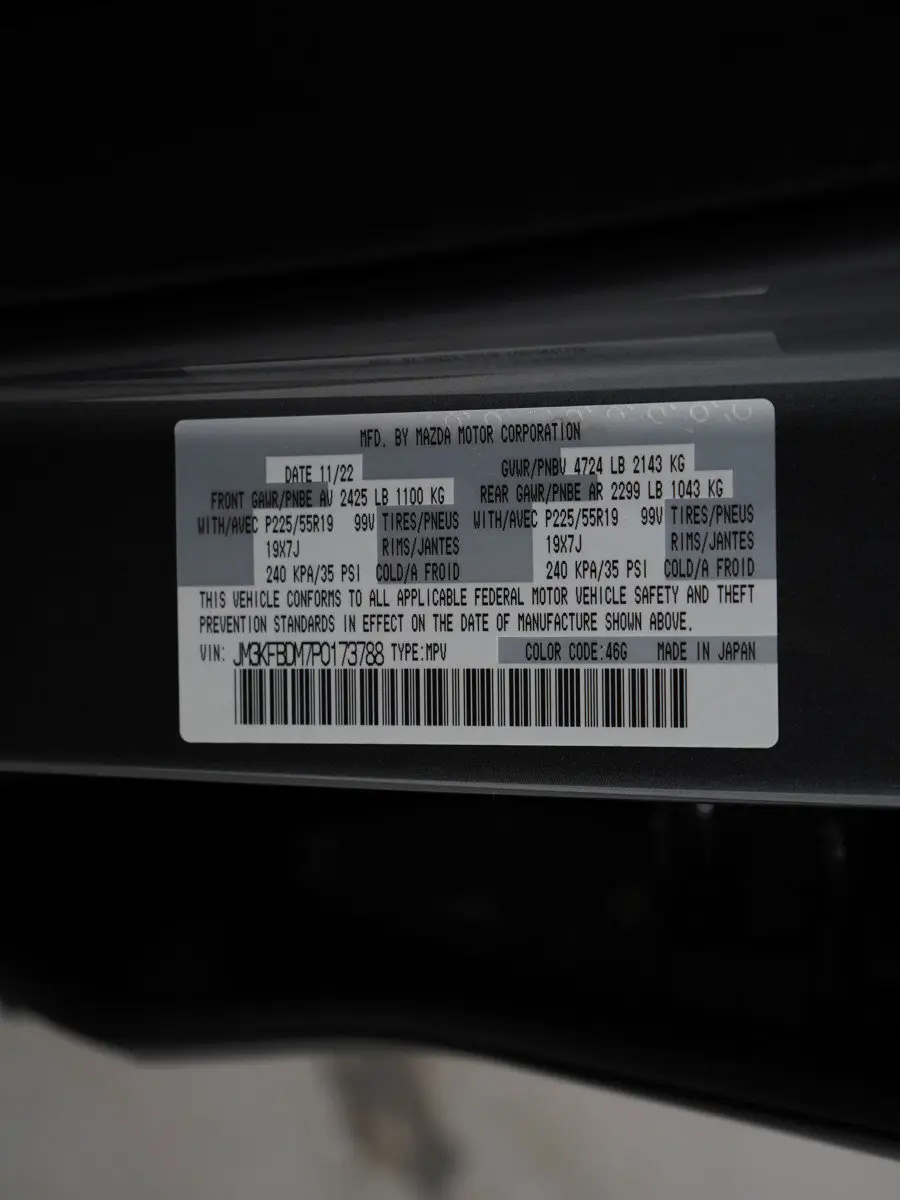 MFD. BY MAZDA MOTOR CORPORATION
DATE 11/22 GVWR/PNBV 4724 LB 2143 KG
FRONT GAWR/PNBE AV 2425 LB 1100 KG REAR GAWR/PNBE AR 2299 LB 1043 KG
WITH/AVEC P225/55R19 99V TIRES/PNEUS WITH/AVEC P225/55R19 99V TIRES/PNEUS
19X7J RIMS/JANTES 19X7J RIMS/JANTES
240 KPA/35 PSI COLD/A FROID 240 KPA/35 PSI COLD/A FROID
THIS VEHICLE CONFORMS TO ALL APPLICABLE FEDERAL MOTOR VEHICLE SAFETY AND THEFT
PREVENTION STANDARDS IN EFFECT ON THE DATE OF MANUFACTURE SHOWN ABOVE.
VIN: JM3KFBDM7P0173788 TYPE:MPV COLOR CODE:46G MADE IN JAPAN